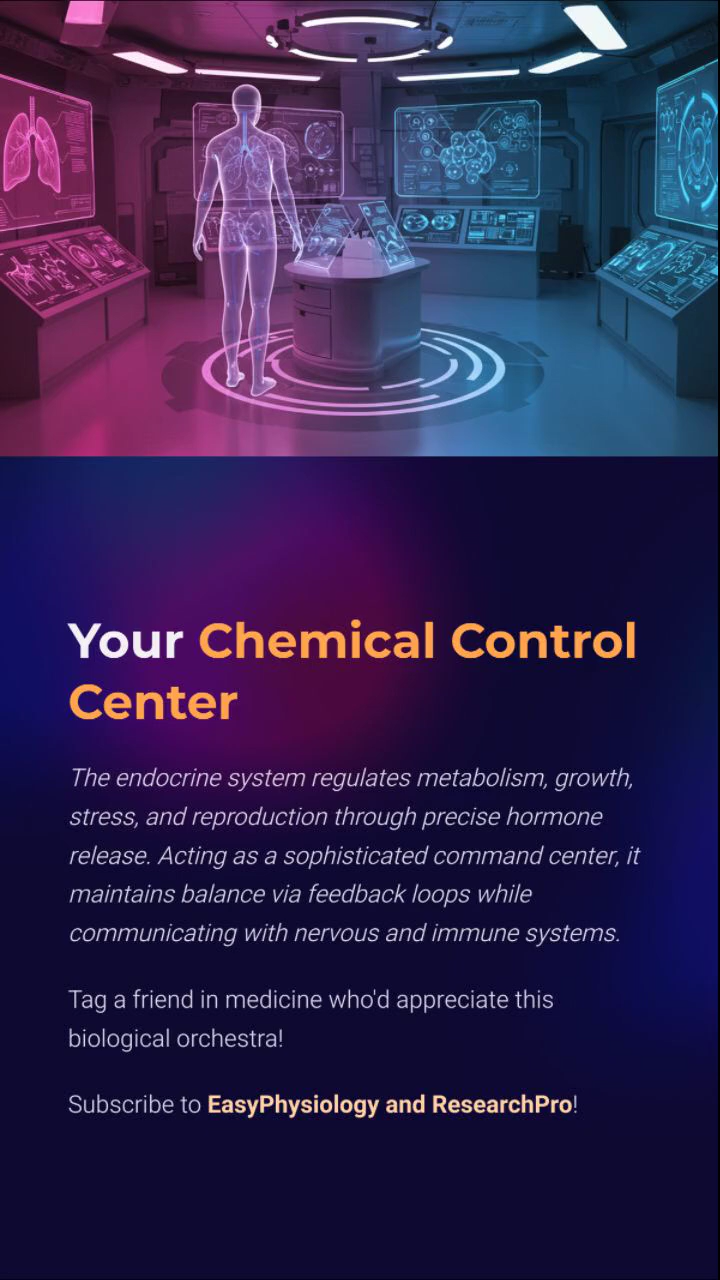 Your Chemical Control
Center
The endocrine system regulates metabolism, growth,
stress, and reproduction through precise hormone
release. Acting as a sophisticated command center, it
maintains balance via feedback loops while
communicating with nervous and immune systems.
Tag a friend in medicine who'd appreciate this
biological orchestra!
Subscribe to EasyPhysiology and ResearchPro!